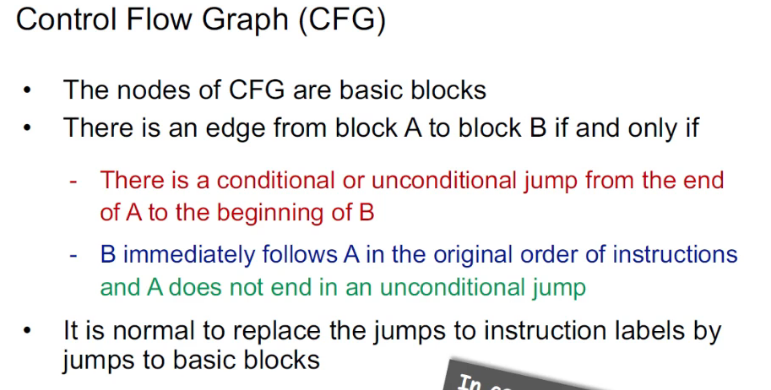 Control Flow Graph (CFG)
• The nodes of CFG are basic blocks
• There is an edge from block A to block B if and only if
- There is a conditional or unconditional jump from the end
of A to the beginning of B
- B immediately follows A in the original order of instructions
and A does not end in an unconditional jump
• It is normal to replace the jumps to instruction labels by
jumps to basic blocks
In